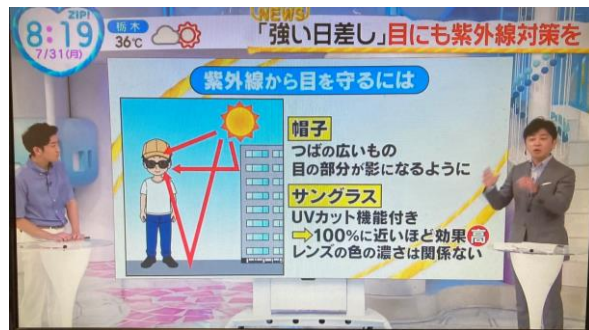 ZIP!
8:19
7/31(月)
栃木
36℃
NEWS
「強い日差し」目にも紫外線対策を
紫外線から目を守るには
帽子
つばの広いもの
目の部分が影になるように
サングラス
UVカット機能付き
⇒100%に近いほど効果高
レンズの色の濃さは関係ない